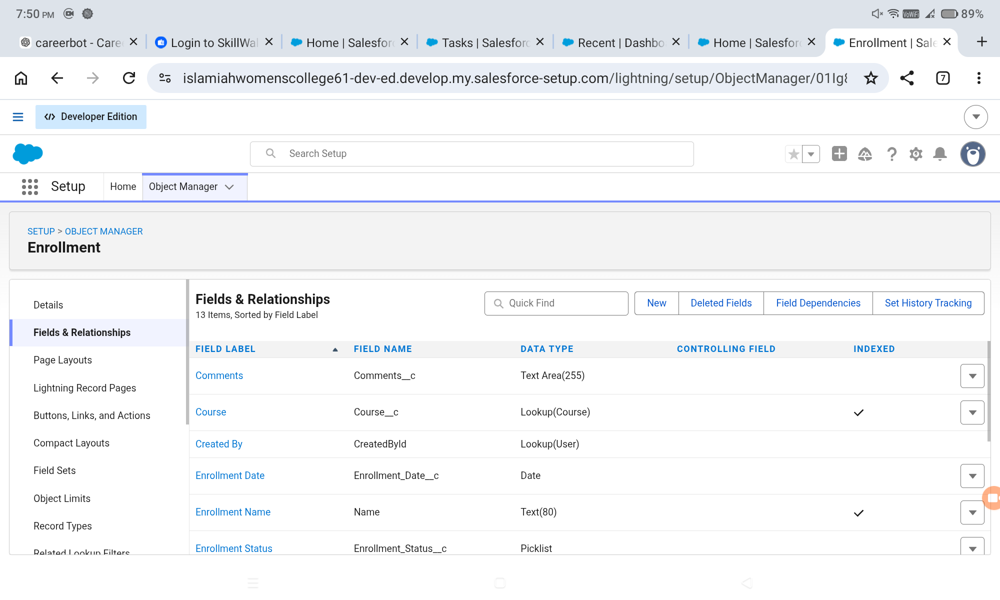 7:50 PM
VoWiFi 89%
careerbot - Care
Login to SkillWal
Home | Salesforc
Tasks | Salesforc
Recent | Dashbo
Home | Salesforc
Enrollment | Sale
islamiahwomenscollege61-dev-ed.develop.my.salesforce-setup.com/lightning/setup/ObjectManager/01Ig8
7
Developer Edition
Search Setup
Setup
Home
Object Manager
SETUP > OBJECT MANAGER
Enrollment
Details
Fields & Relationships
Page Layouts
Lightning Record Pages
Buttons, Links, and Actions
Compact Layouts
Field Sets
Object Limits
Record Types
Related Lookup Filters
Fields & Relationships
13 Items, Sorted by Field Label
Quick Find
New
Deleted Fields
Field Dependencies
Set History Tracking
FIELD LABEL FIELD NAME DATA TYPE CONTROLLING FIELD INDEXED
Comments Comments__c Text Area(255)
Course Course__c Lookup(Course)
Created By CreatedById Lookup(User)
Enrollment Date Enrollment_Date__c Date
Enrollment Name Name Text(80)
Enrollment Status Enrollment_Status__c Picklist